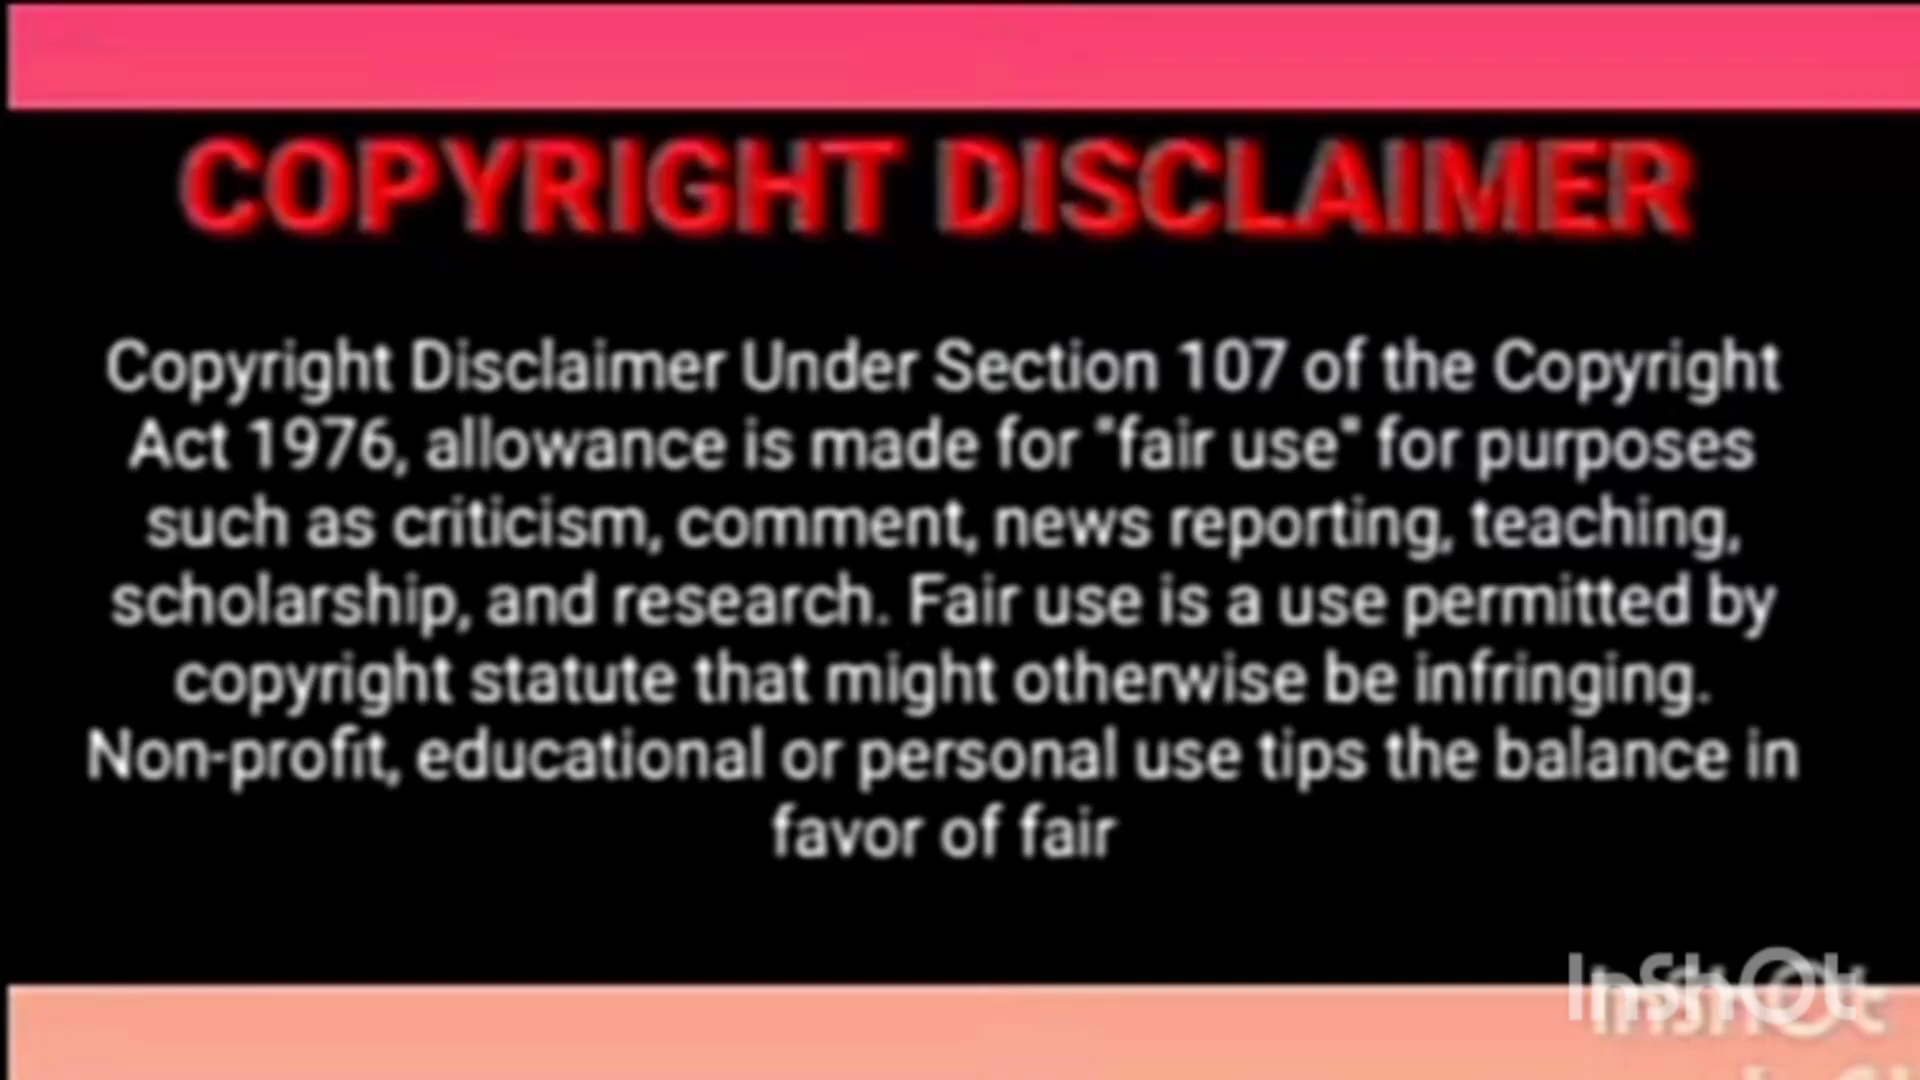 COPYRIGHT DISCLAIMER
Copyright Disclaimer Under Section 107 of the Copyright
Act 1976, allowance is made for "fair use" for purposes
such as criticism, comment, news reporting, teaching,
scholarship, and research. Fair use is a use permitted by
copyright statute that might otherwise be infringing.
Non-profit, educational or personal use tips the balance in
favor of fair
InShOt
InShOt